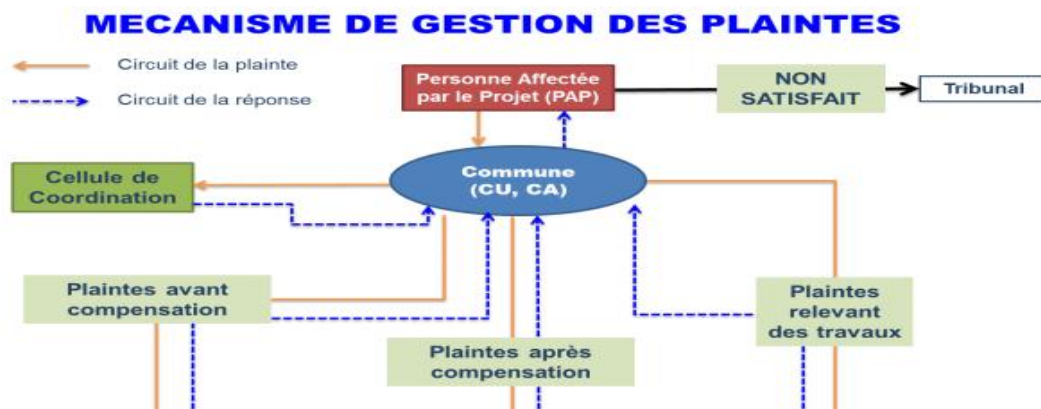 MECANISME DE GESTION DES PLAINTES
Circuit de la plainte
Circuit de la réponse
Personne Affectée
par le Projet (PAP)
NON
SATISFAIT
Tribunal
Cellule de
Coordination
Commune
(CU, CA)
Plaintes avant
compensation
Plaintes après
compensation
Plaintes
relevant
des travaux